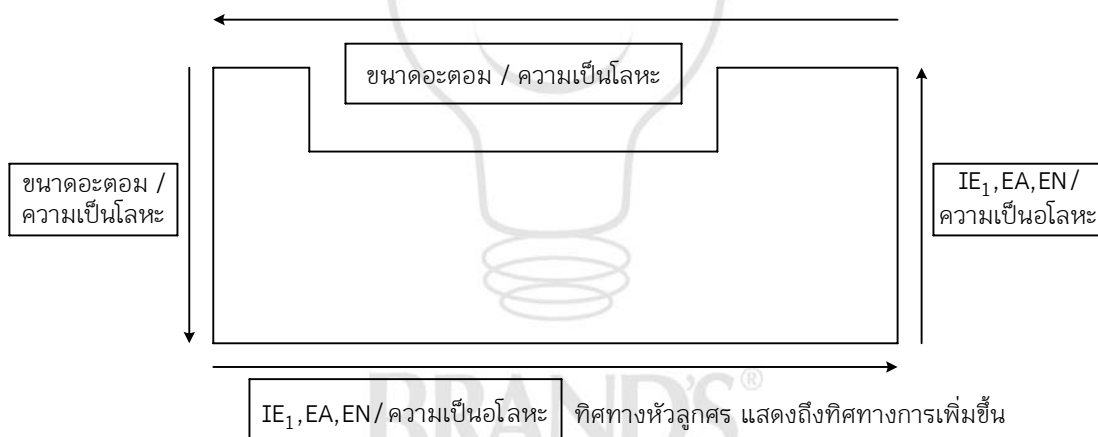 ขนาดอะตอม / ความเป็นโลหะ
ขนาดอะตอม /
ความเป็นโลหะ
IE₁,EA,EN/
ความเป็นอโลหะ
BRAND'S®
IE₁,EA,EN/ความเป็นอโลหะ ทิศทางหัวลูกศร แสดงถึงทิศทางการเพิ่มขึ้น